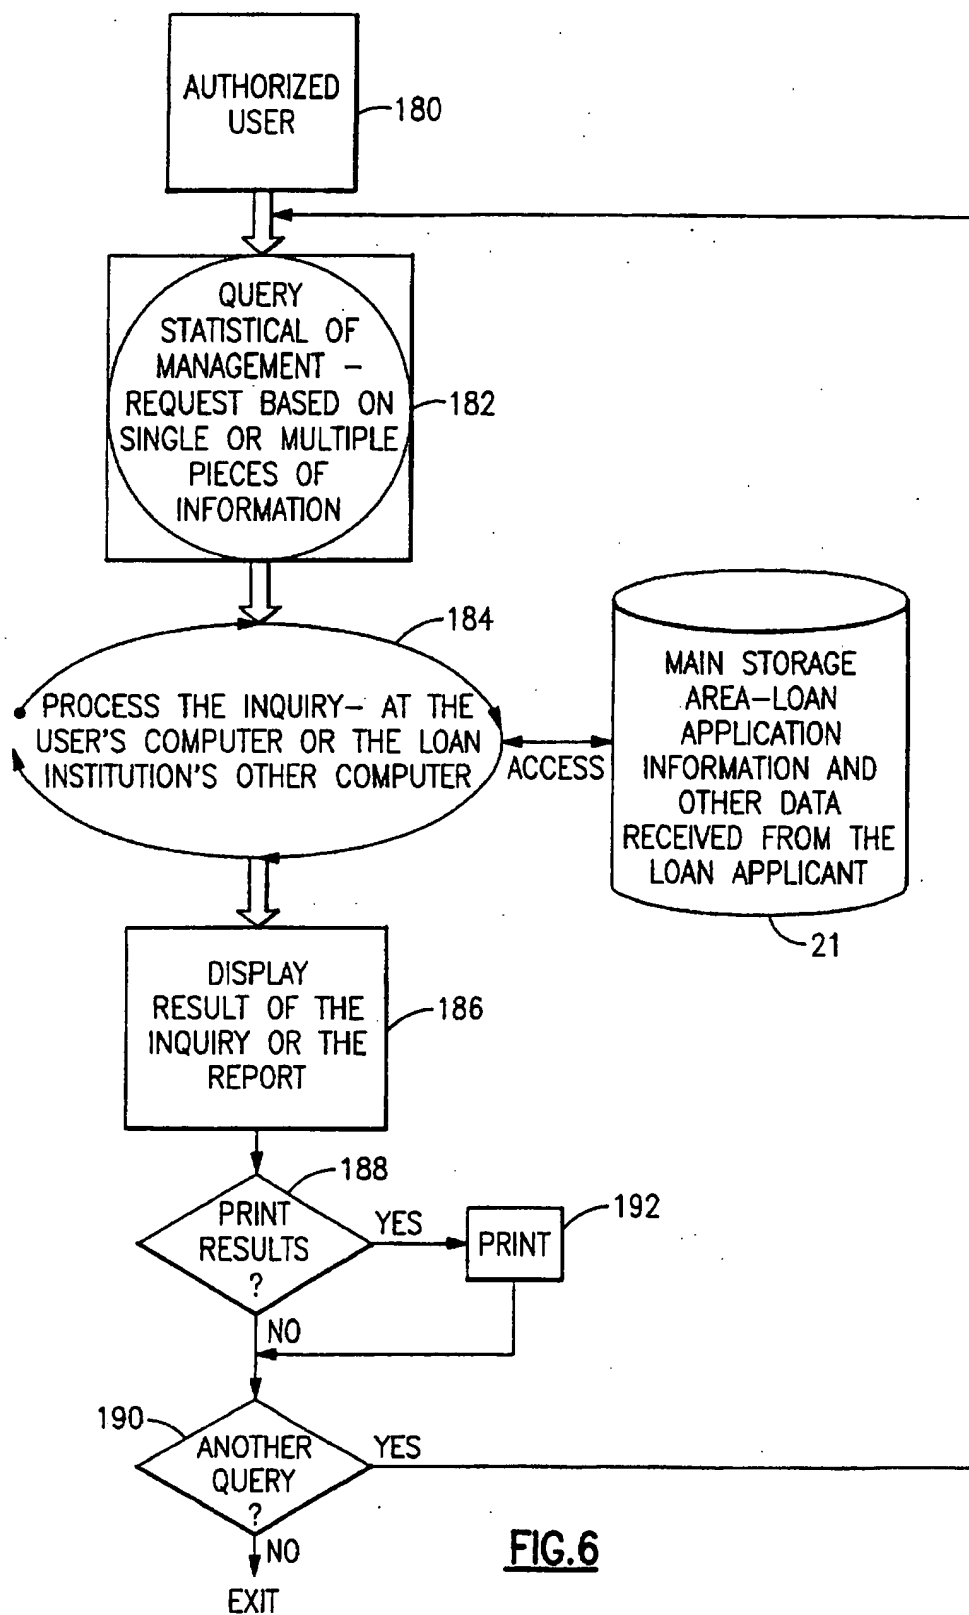 AUTHORIZED
USER
180
QUERY
STATISTICAL OF
MANAGEMENT –
REQUEST BASED ON
SINGLE OR MULTIPLE
PIECES OF
INFORMATION
182
184
PROCESS THE INQUIRY– AT THE
USER'S COMPUTER OR THE LOAN
INSTITUTION'S OTHER COMPUTER
ACCESS
MAIN STORAGE
AREA–LOAN
APPLICATION
INFORMATION AND
OTHER DATA
RECEIVED FROM THE
LOAN APPLICANT
21
DISPLAY
RESULT OF THE
INQUIRY OR THE
REPORT
186
188
PRINT
RESULTS
?
YES
PRINT
192
NO
190
ANOTHER
QUERY
?
YES
NO
EXIT
FIG.6